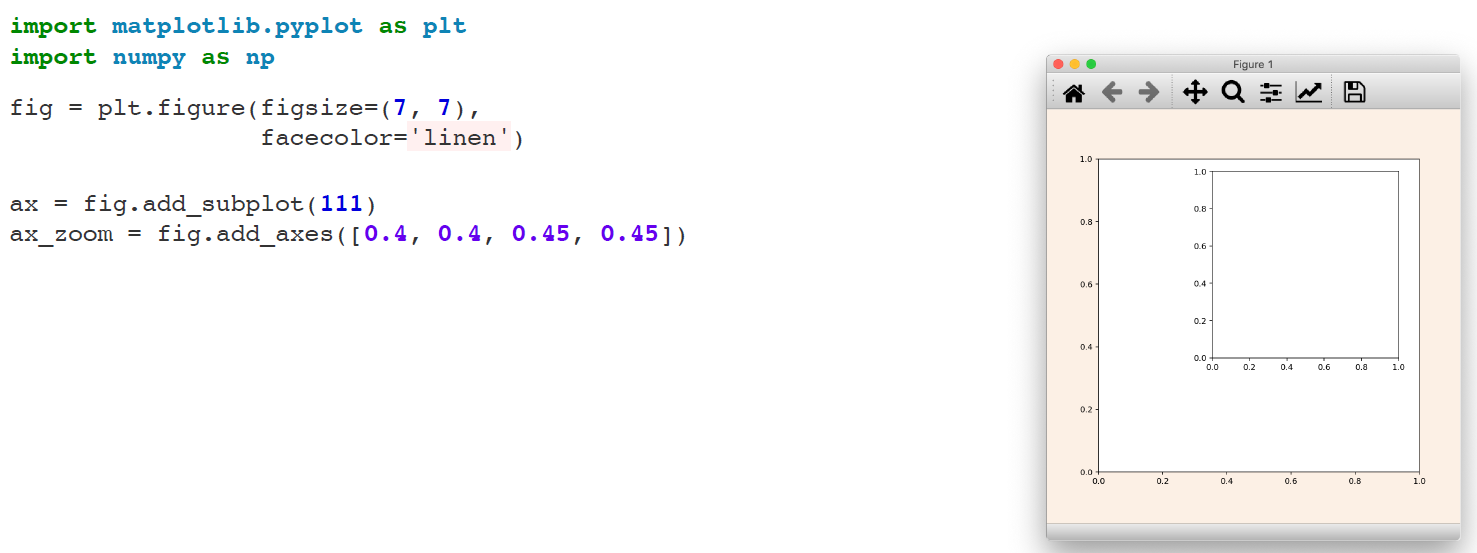 import matplotlib.pyplot as plt
import numpy as np
fig = plt.figure(figsize=(7, 7),
                 facecolor='linen')
ax = fig.add_subplot(111)
ax_zoom = fig.add_axes([0.4, 0.4, 0.45, 0.45])
Figure 1
1.0
0.8
0.6
0.4
0.2
0.0
0.0 0.2 0.4 0.6 0.8 1.0
1.0
0.8
0.6
0.4
0.2
0.0
0.0 0.2 0.4 0.6 0.8 1.0